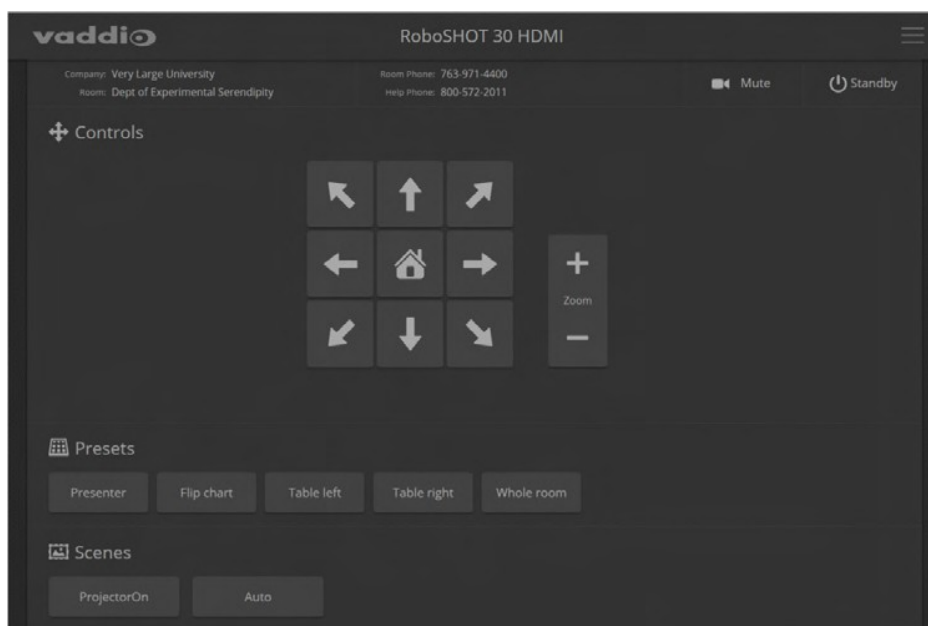 vaddio
RoboSHOT 30 HDMI
Company: Very Large University
Room: Dept of Experimental Serendipity
Room Phone: 763-971-4400
Help Phone: 800-572-2011
Mute
Standby
Controls
+
Zoom
−
Presets
Presenter
Flip chart
Table left
Table right
Whole room
Scenes
ProjectorOn
Auto